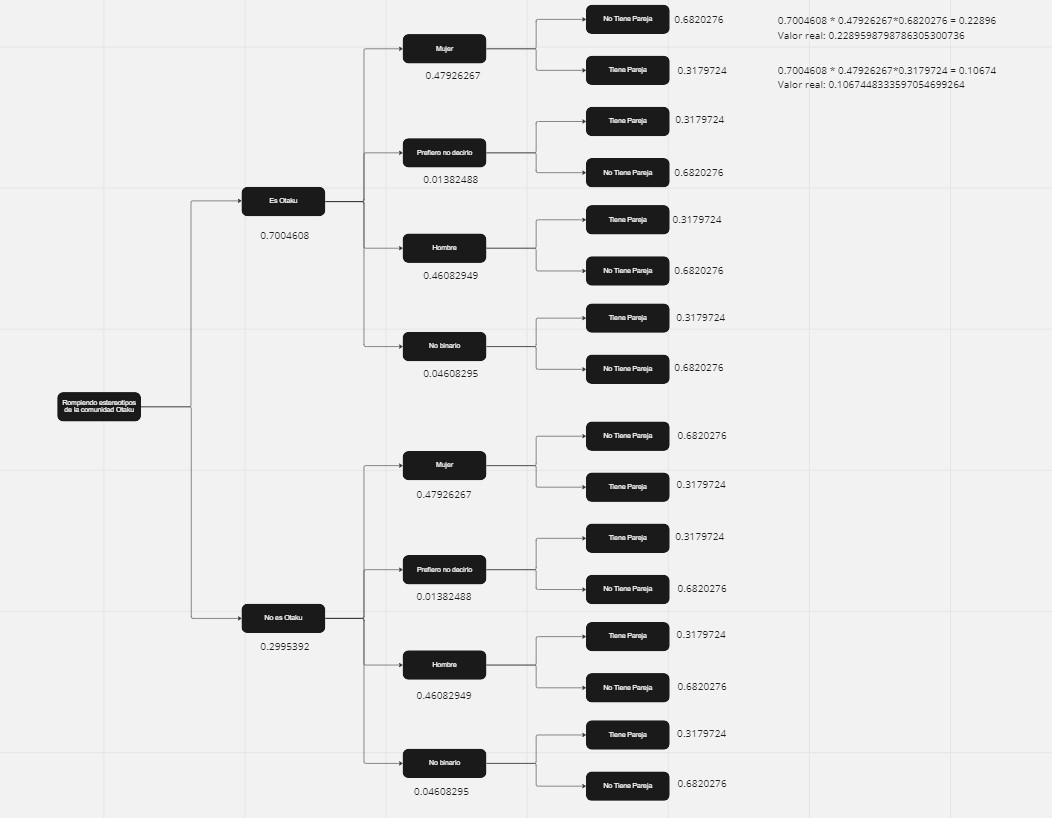 No Tiene Pareja 0.6820276
0.7004608 * 0.47926267*0.6820276 = 0.22896
Valor real: 0.2289598798786305300736
Mujer
0.47926267
Tiene Pareja 0.3179724
0.7004608 * 0.47926267*0.3179724 = 0.10674
Valor real: 0.1067448333597054699264
Tiene Pareja 0.3179724
Prefiero no decirlo
0.01382488
No Tiene Pareja 0.6820276
Es Otaku
0.7004608
Tiene Pareja 0.3179724
Hombre
0.46082949
No Tiene Pareja 0.6820276
Tiene Pareja 0.3179724
No binario
0.04608295
No Tiene Pareja 0.6820276
Rompiendo estereotipos
de la comunidad Otaku
No Tiene Pareja 0.6820276
Mujer
0.47926267
Tiene Pareja 0.3179724
Tiene Pareja 0.3179724
Prefiero no decirlo
0.01382488
No Tiene Pareja 0.6820276
No es Otaku
0.2995392
Tiene Pareja 0.3179724
Hombre
0.46082949
No Tiene Pareja 0.6820276
Tiene Pareja 0.3179724
No binario
0.04608295
No Tiene Pareja 0.6820276